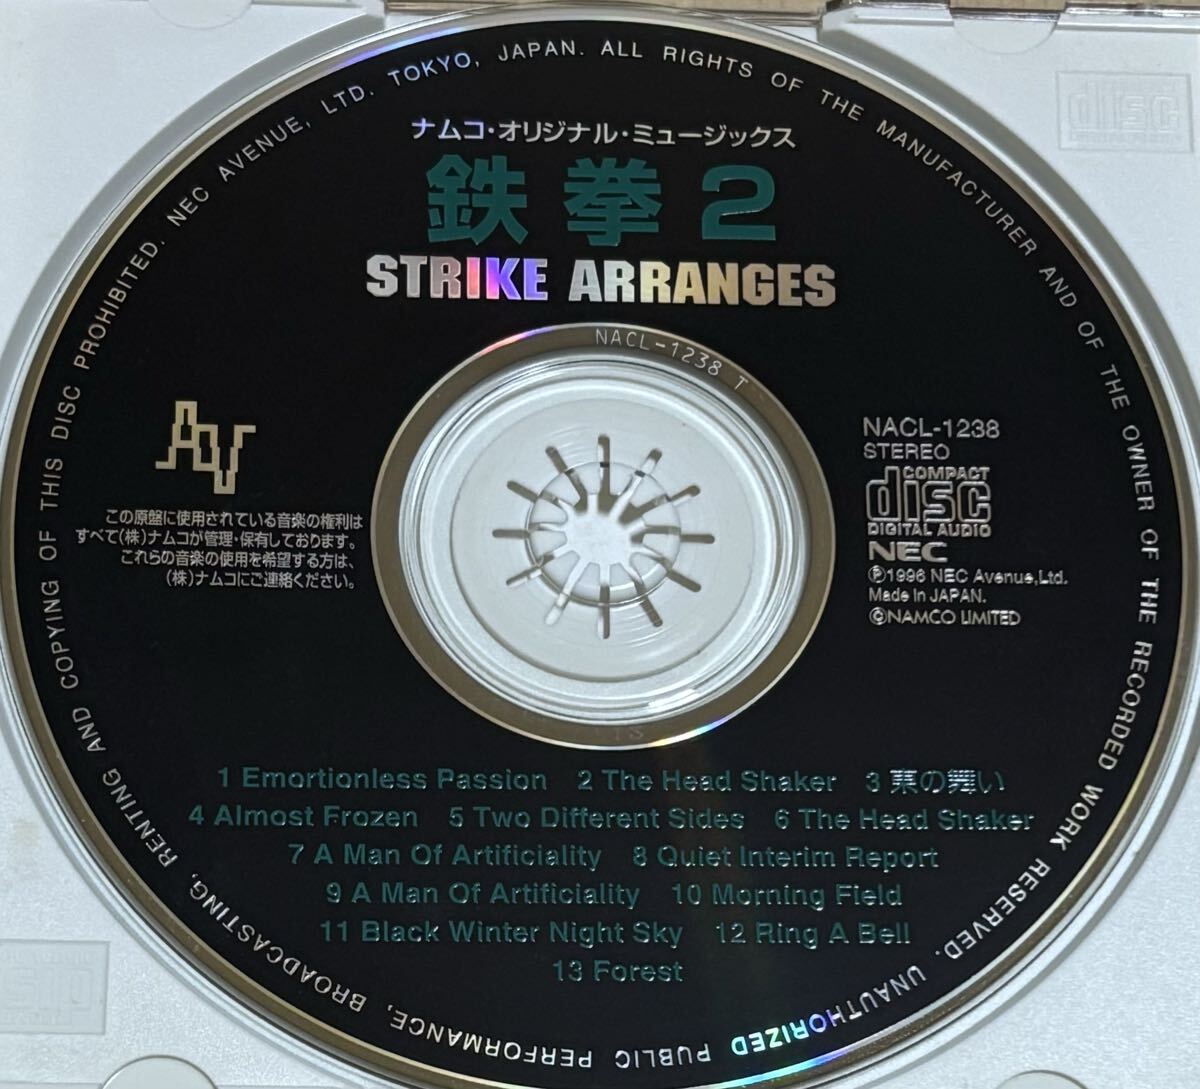 ナムコ・オリジナル・ミュージックス
鉄拳2
STRIKE ARRANGES
NACL-1238 T
NACL-1238
STEREO
COMPACT
disc
DIGITAL AUDIO
NEC
Ⓟ1996 NEC Avenue,Ltd.
Made in JAPAN.
©NAMCO LIMITED
AV
この原盤に使用されている音楽の権利は
すべて(株)ナムコが管理・保有しております。
これらの音楽の使用を希望する方は、
(株)ナムコにご連絡ください。
1 Emortionless Passion 2 The Head Shaker 3 東の舞い
4 Almost Frozen 5 Two Different Sides 6 The Head Shaker
7 A Man Of Artificiality 8 Quiet Interim Report
9 A Man Of Artificiality 10 Morning Field
11 Black Winter Night Sky 12 Ring A Bell
13 Forest
NEC AVENUE, LTD. TOKYO, JAPAN. ALL RIGHTS OF THE MANUFACTURER AND OF THE OWNER OF THE RECORDED WORK RESERVED. UNAUTHORIZED PUBLIC PERFORMANCE, BROADCASTING, RENTING AND COPYING OF THIS DISC PROHIBITED.
disc